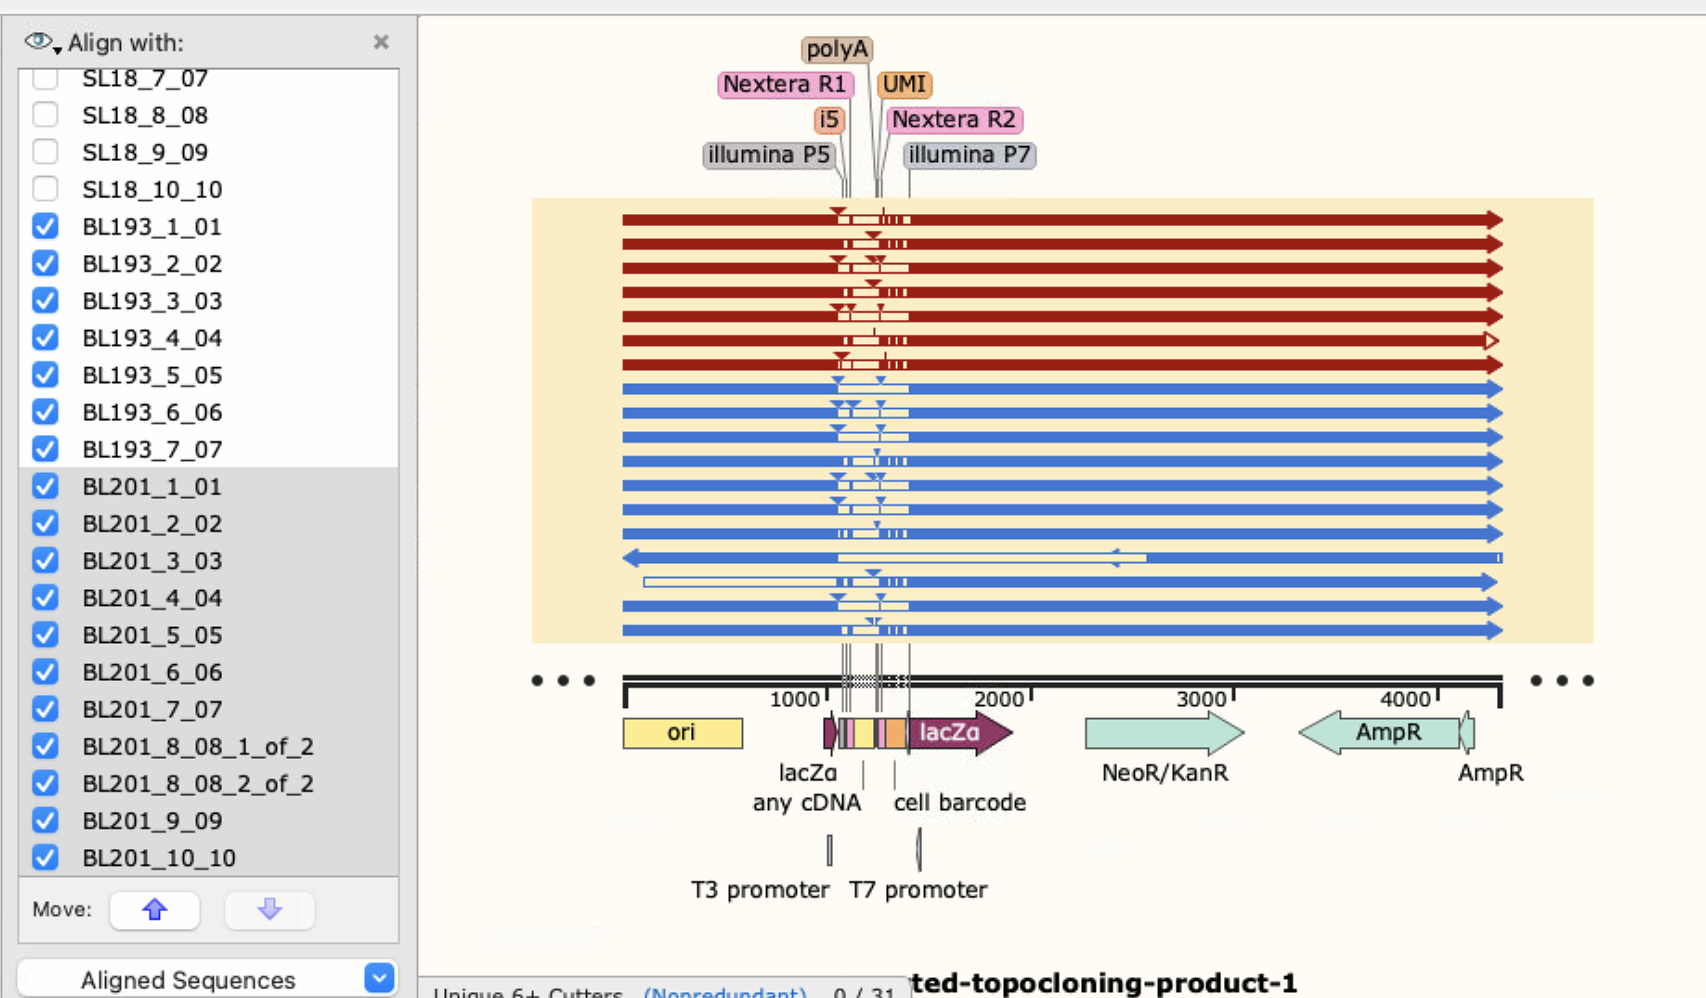 Align with:
SL18_7_07
SL18_8_08
SL18_9_09
SL18_10_10
BL193_1_01
BL193_2_02
BL193_3_03
BL193_4_04
BL193_5_05
BL193_6_06
BL193_7_07
BL201_1_01
BL201_2_02
BL201_3_03
BL201_4_04
BL201_5_05
BL201_6_06
BL201_7_07
BL201_8_08_1_of_2
BL201_8_08_2_of_2
BL201_9_09
BL201_10_10
Move:
Aligned Sequences
polyA
Nextera R1 UMI
i5 Nextera R2
illumina P5 illumina P7
1000 2000 3000 4000
ori lacZα AmpR
lacZα NeoR/KanR AmpR
any cDNA cell barcode
T3 promoter T7 promoter
ted-topocloning-product-1
Unique 6+ Cutters (Nonredundant) 0 / 31